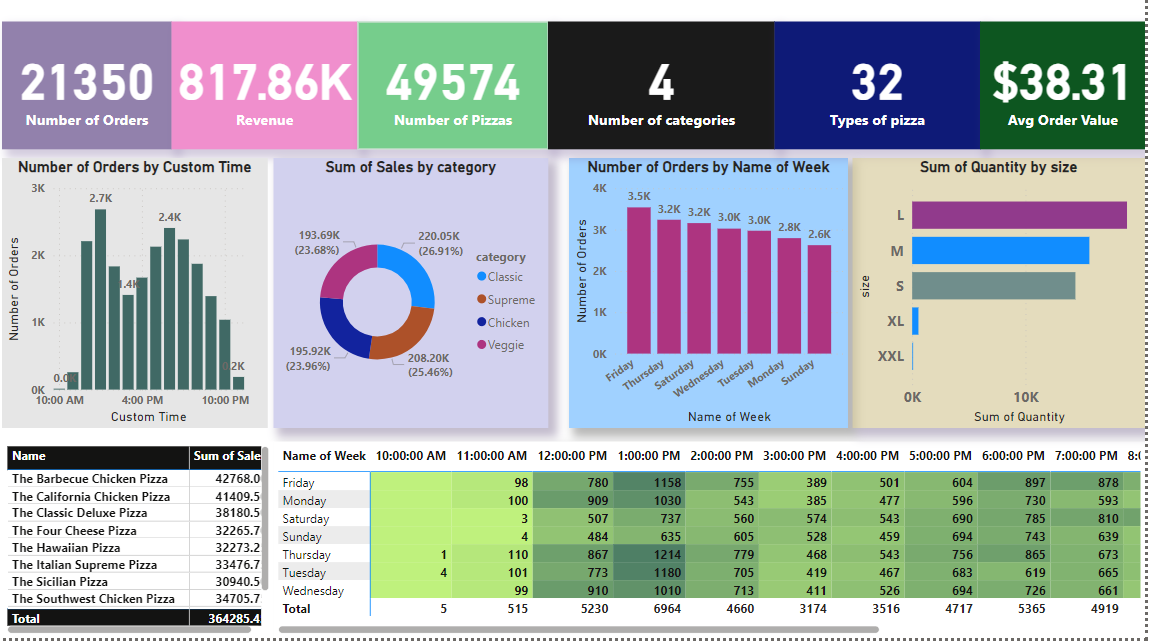 21350 817.86K 49574 4 32 $38.31
Number of Orders Revenue Number of Pizzas Number of categories Types of pizza Avg Order Value
Number of Orders by Custom Time
Number of Orders
3K
2K
1K
0K
2.7K
2.4K
1.4K
0.0K
10:00 AM 4:00 PM 10:00 PM
Custom Time
Sum of Sales by category
193.69K
(23.68%)
220.05K
(26.91%)
195.92K
(23.96%)
208.20K
(25.46%)
category
Classic
Supreme
Chicken
Veggie
Number of Orders by Name of Week
Number of Orders
4K
3K
2K
1K
0K
3.5K 3.2K 3.2K 3.0K 3.0K 2.8K 2.6K
Friday Thursday Saturday Wednesday Tuesday Monday Sunday
Name of Week
Sum of Quantity by size
size
L
M
S
XL
XXL
0K 10K
Sum of Quantity
Name Sum of Sale
The Barbecue Chicken Pizza 42768.0
The California Chicken Pizza 41409.5
The Classic Deluxe Pizza 38180.5
The Four Cheese Pizza 32265.7
The Hawaiian Pizza 32273.2
The Italian Supreme Pizza 33476.7
The Sicilian Pizza 30940.5
The Southwest Chicken Pizza 34705.7
Total 364285.4
Name of Week 10:00:00 AM 11:00:00 AM 12:00:00 PM 1:00:00 PM 2:00:00 PM 3:00:00 PM 4:00:00 PM 5:00:00 PM 6:00:00 PM 7:00:00 PM 8:0
Friday 98 780 1158 755 389 501 604 897 878
Monday 100 909 1030 543 385 477 596 730 593
Saturday 3 507 737 560 574 543 690 785 810
Sunday 4 484 635 605 528 459 694 743 639
Thursday 1 110 867 1214 779 468 543 756 865 673
Tuesday 4 101 773 1180 705 419 467 683 619 665
Wednesday 99 910 1010 713 411 526 694 726 661
Total 5 515 5230 6964 4660 3174 3516 4717 5365 4919